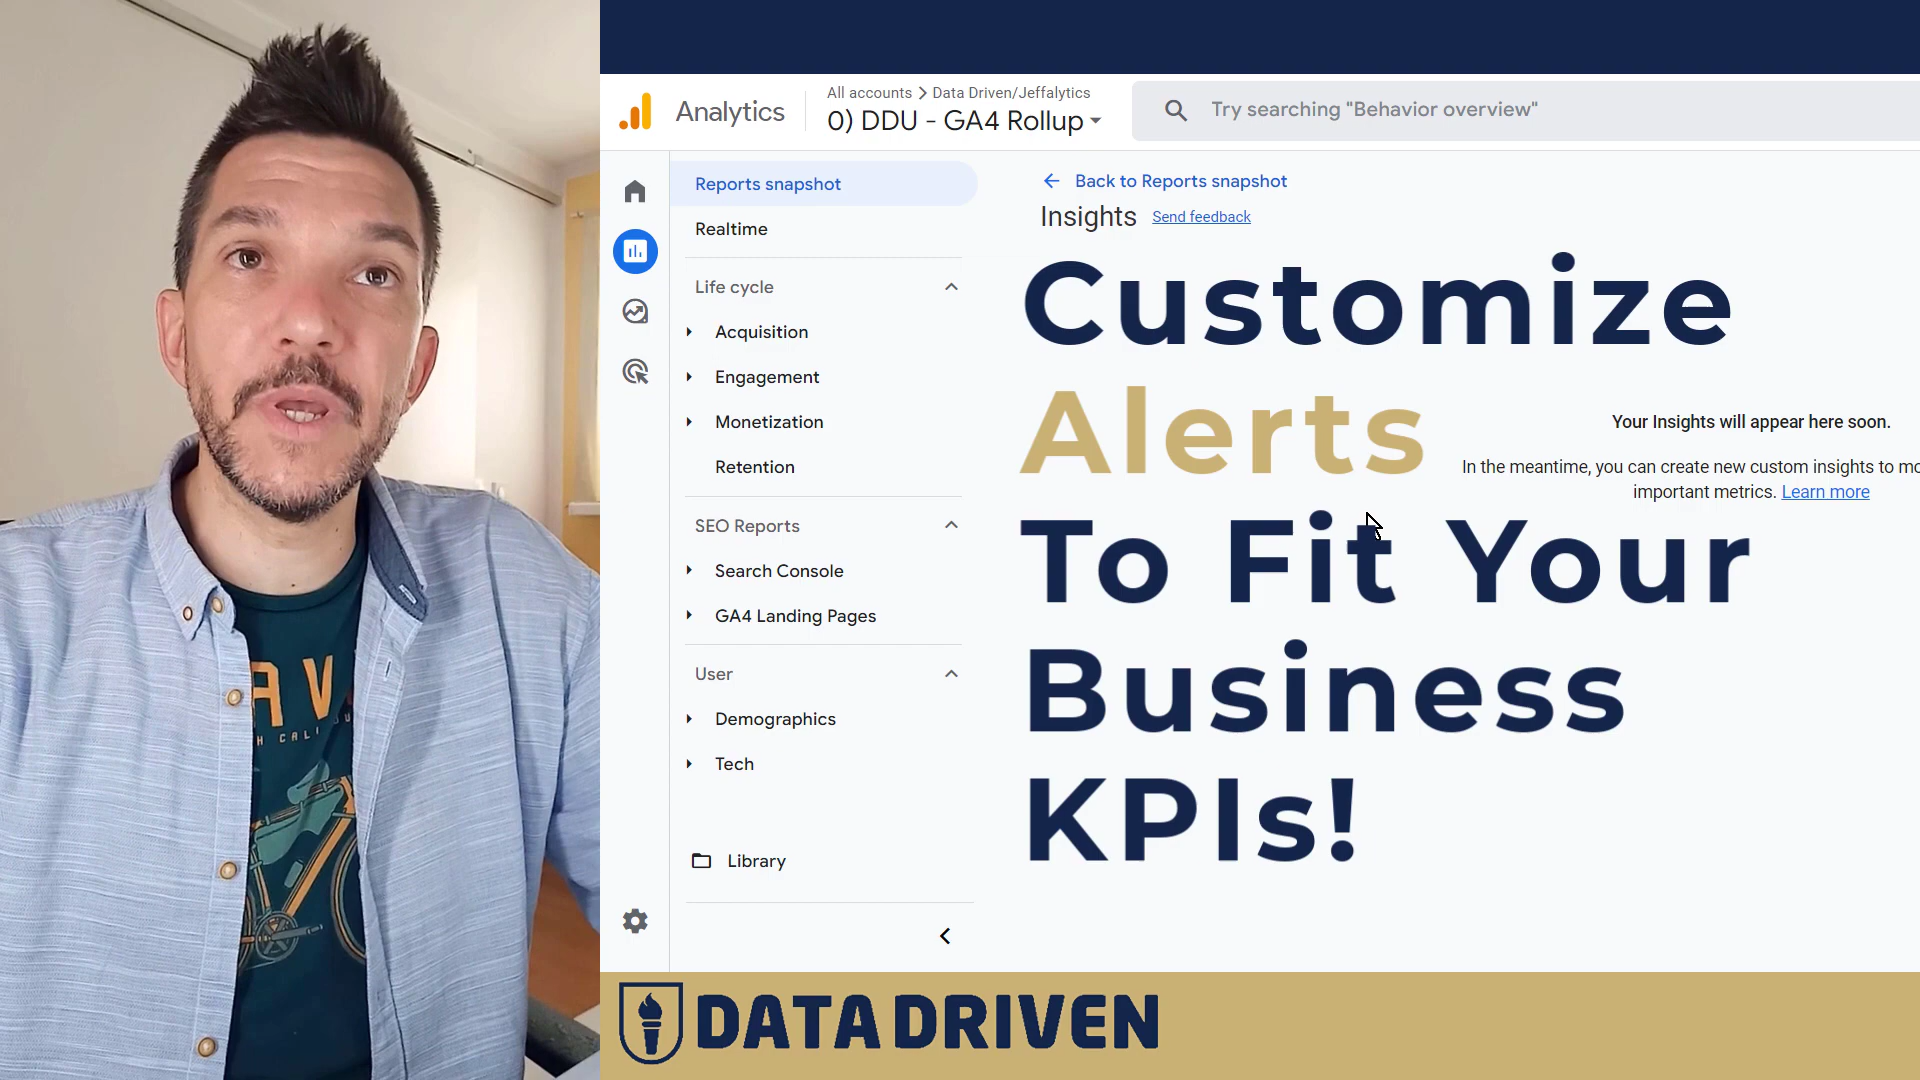 Analytics
All accounts > Data Driven/Jeffalytics
0) DDU - GA4 Rollup
Try searching "Behavior overview"
Reports snapshot
Realtime
Life cycle
Acquisition
Engagement
Monetization
Retention
SEO Reports
Search Console
GA4 Landing Pages
User
Demographics
Tech
Library
Back to Reports snapshot
Insights Send feedback
Customize
Alerts
To Fit Your
Business
KPIs!
Your Insights will appear here soon.
In the meantime, you can create new custom insights to
important metrics. Learn more
DATA DRIVEN